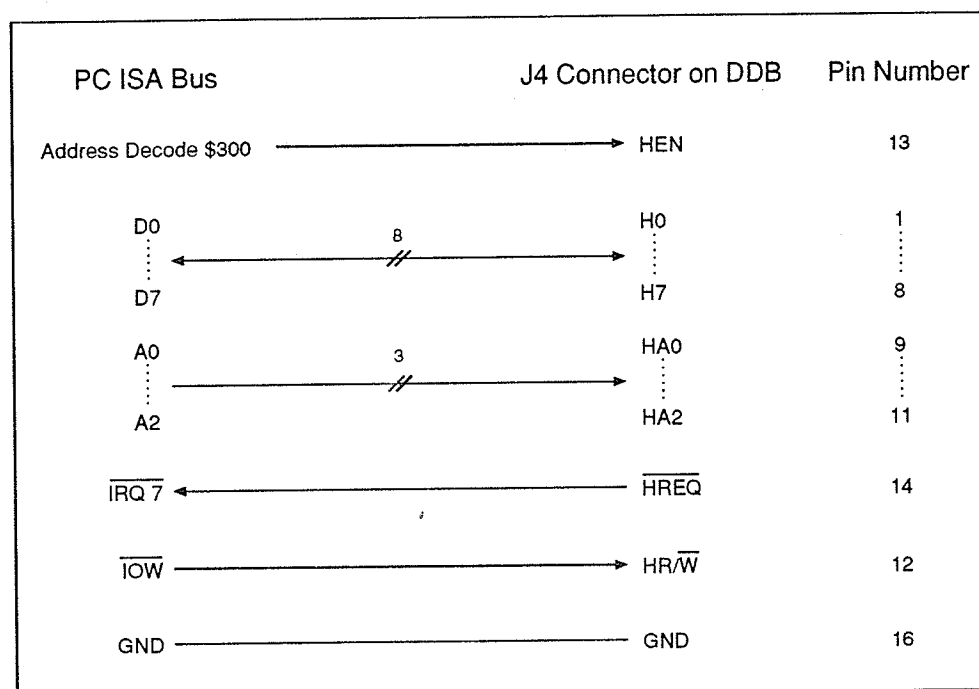 PC ISA Bus J4 Connector on DDB Pin Number
Address Decode $300 HEN 13
D0 H0 1
8
D7 H7 8
A0 HA0 9
3
A2 HA2 11
IRQ 7 HREQ 14
IOW HR/W 12
GND GND 16